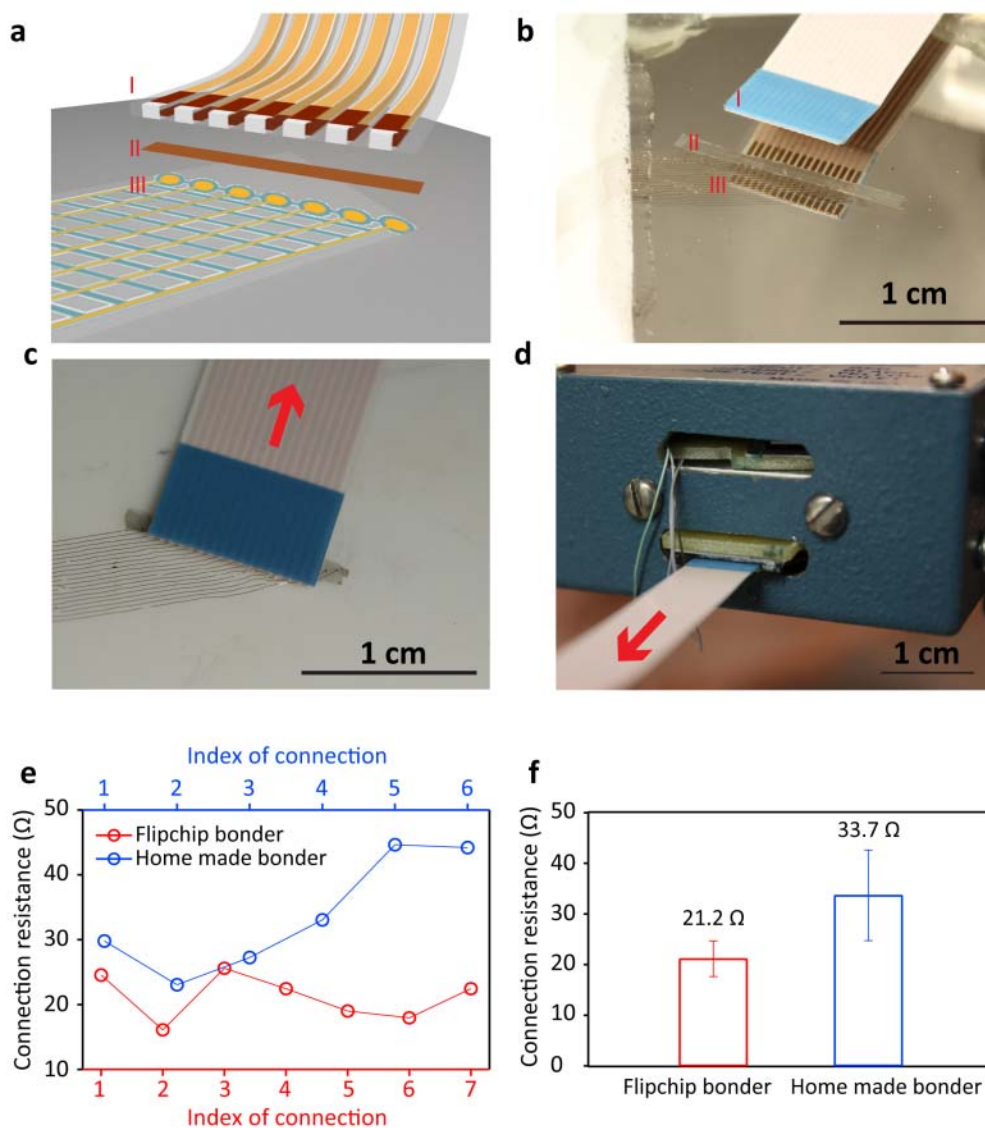 a
I
II
III
b
I
II
III
1 cm
c
1 cm
d
1 cm
e
Index of connection
1 2 3 4 5 6
50
40
30
20
10
Connection resistance (Ω)
Flipchip bonder
Home made bonder
1 2 3 4 5 6 7
Index of connection
f
50
40
30
20
10
0
Connection resistance (Ω)
21.2 Ω
33.7 Ω
Flipchip bonder Home made bonder